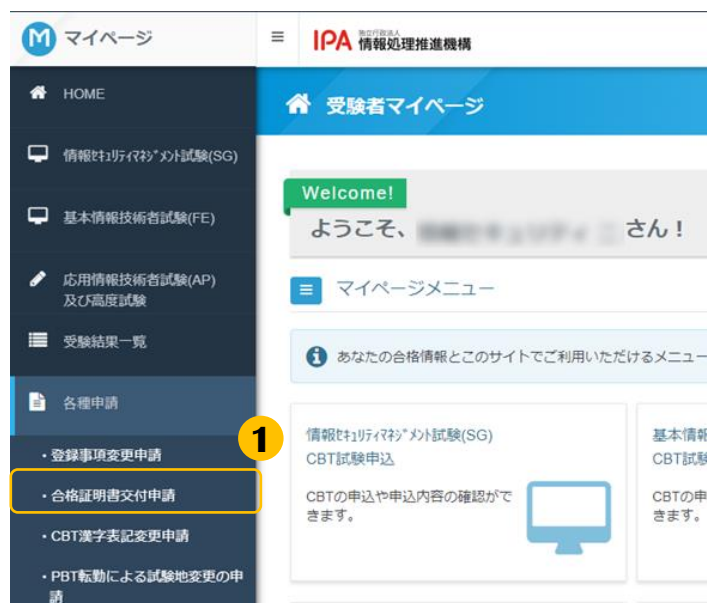 M マイページ
IPA 独立行政法人 情報処理推進機構
HOME
受験者マイページ
情報ｾｷｭﾘﾃｨﾏﾈｼﾞﾒﾝﾄ試験(SG)
基本情報技術者試験(FE)
応用情報技術者試験(AP)
及び高度試験
受験結果一覧
各種申請
・登録事項変更申請
1
・合格証明書交付申請
・CBT漢字表記変更申請
・PBT転勤による試験地変更の申
請
Welcome!
ようこそ、
さん！
マイページメニュー
あなたの合格情報とこのサイトでご利用いただけるメニュー
情報ｾｷｭﾘﾃｨﾏﾈｼﾞﾒﾝﾄ試験(SG)
CBT試験申込
CBTの申込や申込内容の確認がで
きます。
基本情報
CBT試験
CBTの申
きます。